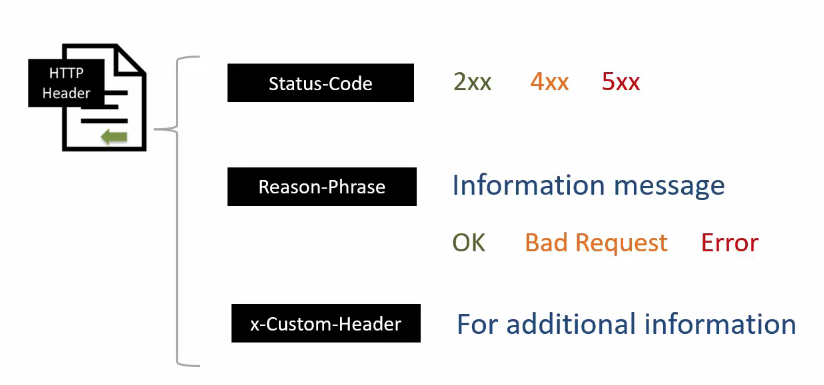 HTTP
Header
Status-Code 2xx 4xx 5xx
Reason-Phrase Information message
OK Bad Request Error
x-Custom-Header For additional information